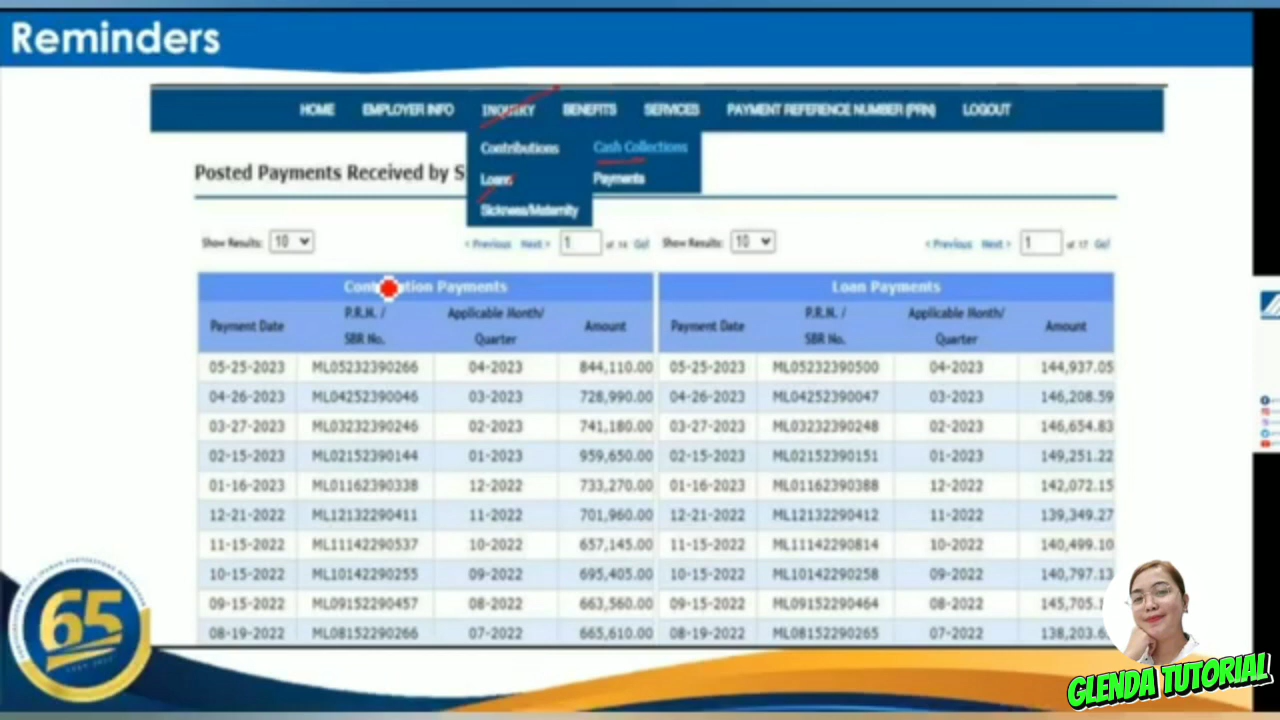 Reminders
HOME EMPLOYER INFO INQUIRY BENEFITS SERVICES PAYMENT REFERENCE NUMBER (PRN) LOGOUT
Contributions Cash Collections
Posted Payments Received by S
Loans Payments
Sickness/Maternity
Show Results: 10 < Previous Next > 1 of 14 Go! Show Results: 10 < Previous Next > 1 of 17 Go!
Payments Loan Payments
Payment Date P.R.N. / SBR No. Applicable Month/ Quarter Amount Payment Date P.R.N. / SBR No. Applicable Month/ Quarter Amount
05-25-2023 ML05232390266 04-2023 844,110.00 05-25-2023 ML05232390500 04-2023 144,937.05
04-26-2023 ML04252390046 03-2023 728,990.00 04-26-2023 ML04252390047 03-2023 146,208.59
03-27-2023 ML03232390246 02-2023 741,180.00 03-27-2023 ML03232390248 02-2023 146,654.83
02-15-2023 ML02152390144 01-2023 959,650.00 02-15-2023 ML02152390151 01-2023 149,251.22
01-16-2023 ML01162390338 12-2022 733,270.00 01-16-2023 ML01162390388 12-2022 142,072.15
12-21-2022 ML12132290411 11-2022 701,960.00 12-21-2022 ML12132290412 11-2022 139,349.27
11-15-2022 ML11142290537 10-2022 657,145.00 11-15-2022 ML11142290814 10-2022 140,499.10
10-15-2022 ML10142290255 09-2022 695,405.00 10-15-2022 ML10142290258 09-2022 140,797.13
09-15-2022 ML09152290457 08-2022 663,560.00 09-15-2022 ML09152290464 08-2022
08-19-2022 ML08152290266 07-2022 665,610.00 08-19-2022 ML08152290265 07-2022
65
GLENDA TUTORIAL